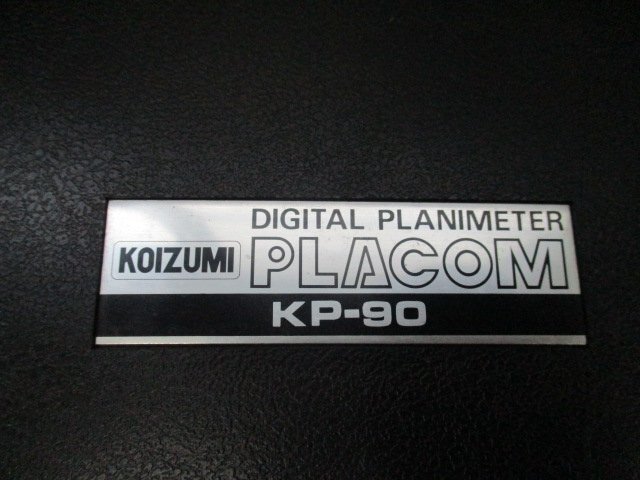 DIGITAL PLANIMETER
KOIZUMI PLACOM
KP-90